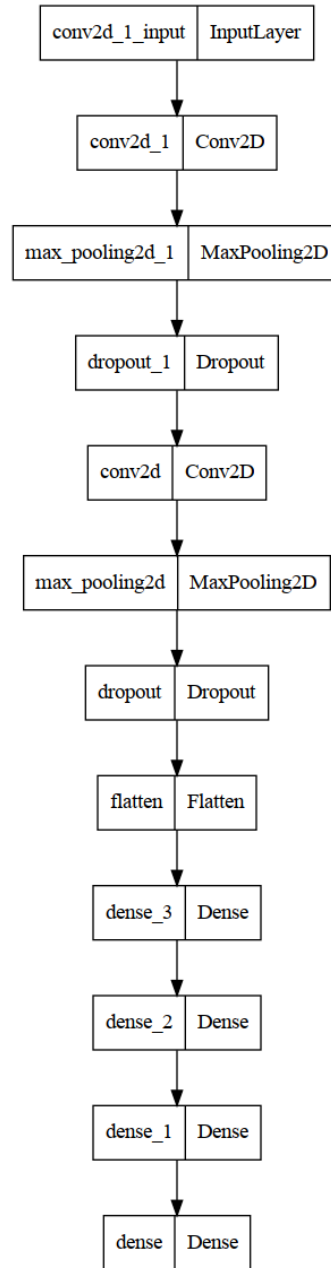 conv2d_1_input InputLayer
conv2d_1 Conv2D
max_pooling2d_1 MaxPooling2D
dropout_1 Dropout
conv2d Conv2D
max_pooling2d MaxPooling2D
dropout Dropout
flatten Flatten
dense_3 Dense
dense_2 Dense
dense_1 Dense
dense Dense